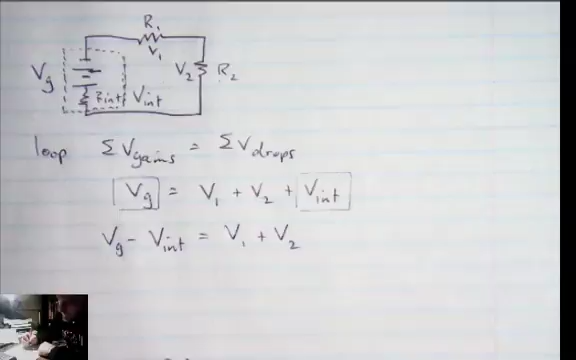 R₁
V₁
Vg Rint Vint V₂ R₂
loop ΣVgains = ΣVdrops
Vg = V₁ + V₂ + Vint
Vg - Vint = V₁ + V₂